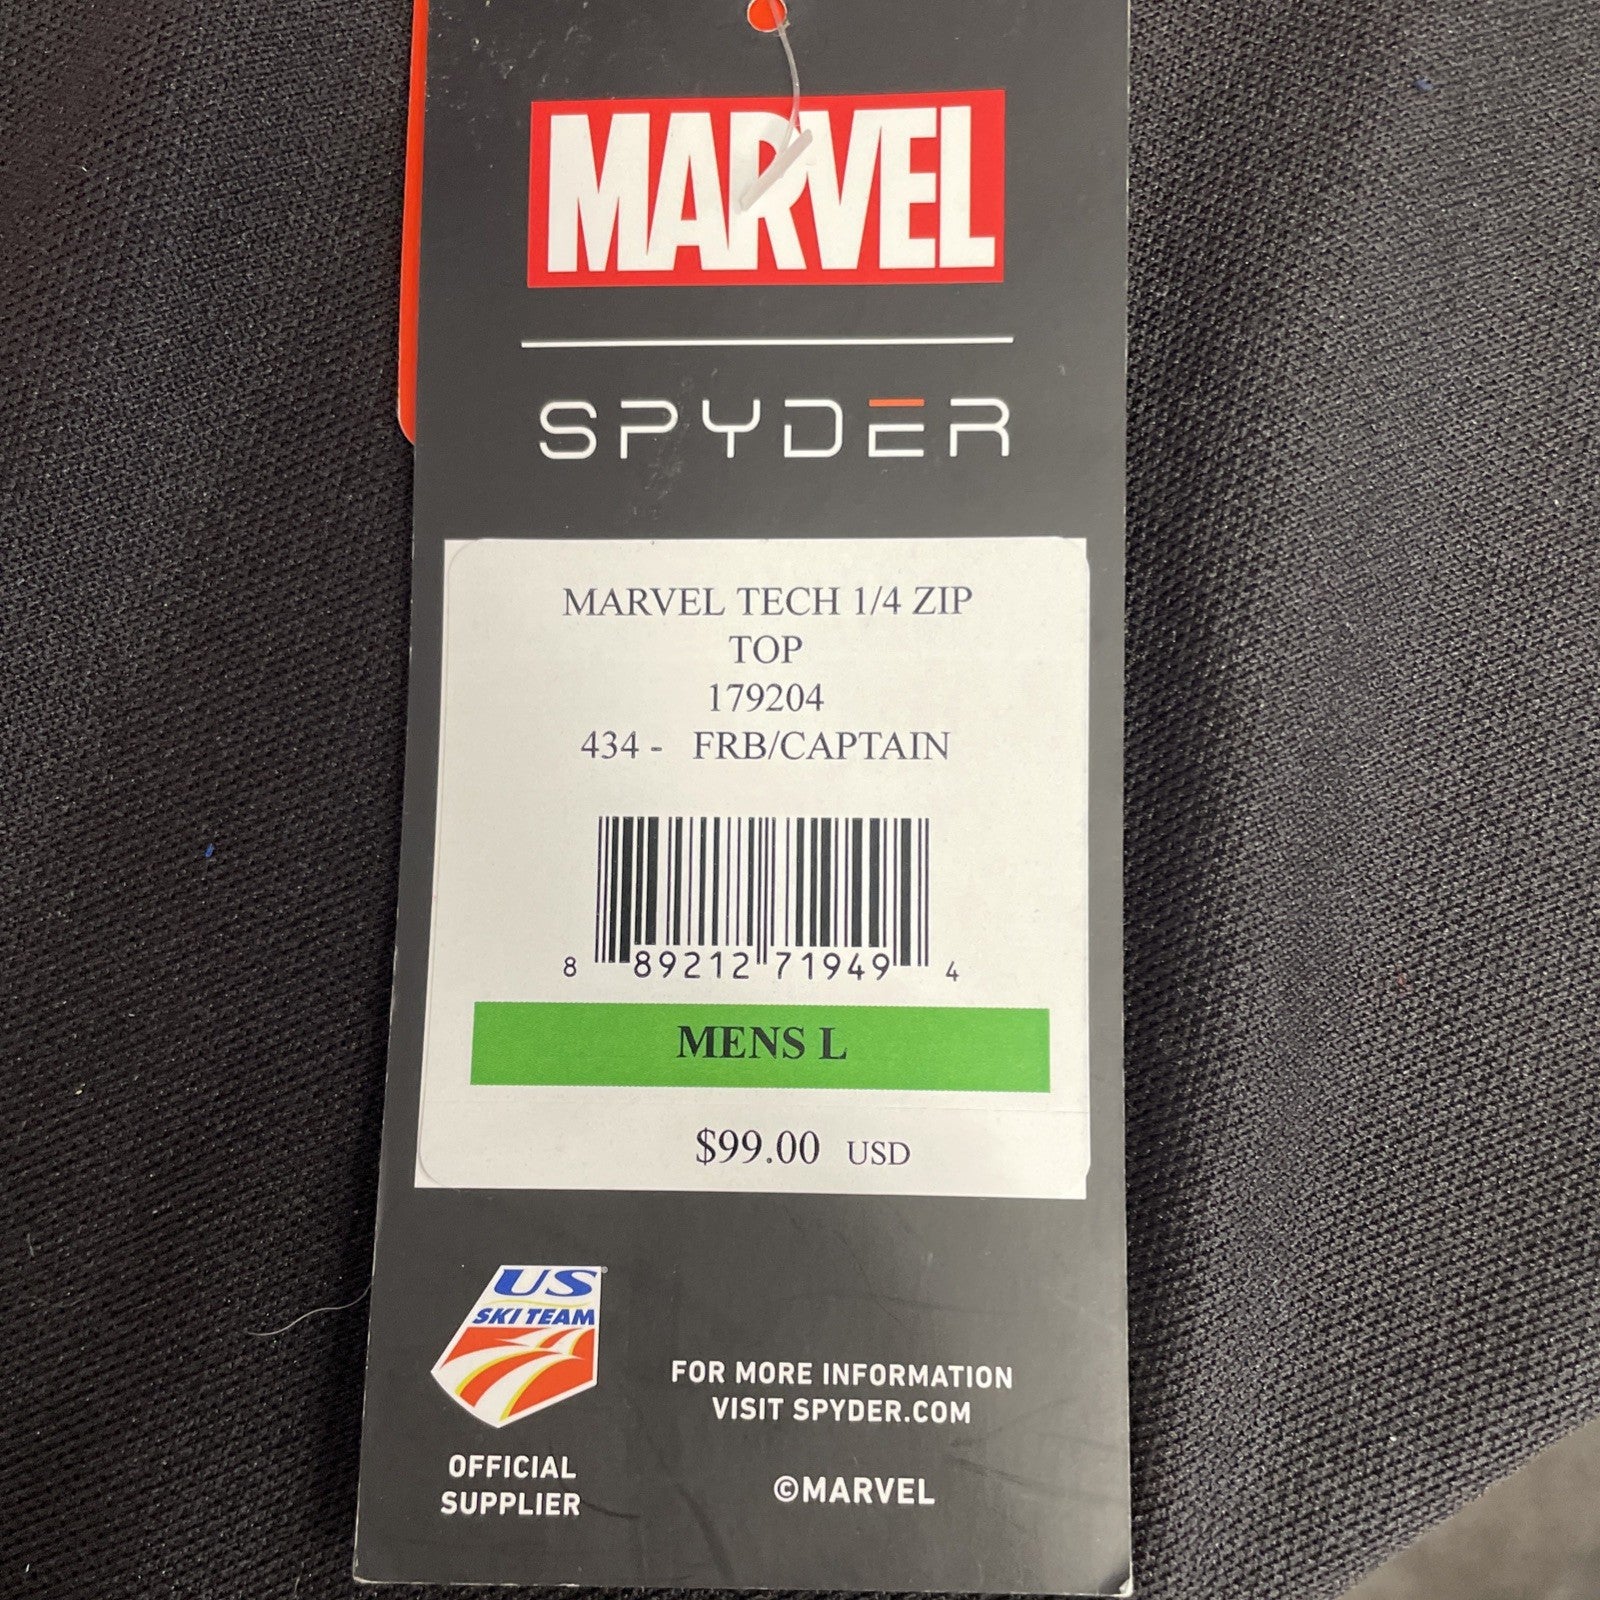 MARVEL
SPYDER
MARVEL TECH 1/4 ZIP
TOP
179204
434 - FRB/CAPTAIN
8 89212 71949 4
MENS L
$99.00 USD
US
SKI TEAM
OFFICIAL
SUPPLIER
FOR MORE INFORMATION
VISIT SPYDER.COM
©MARVEL